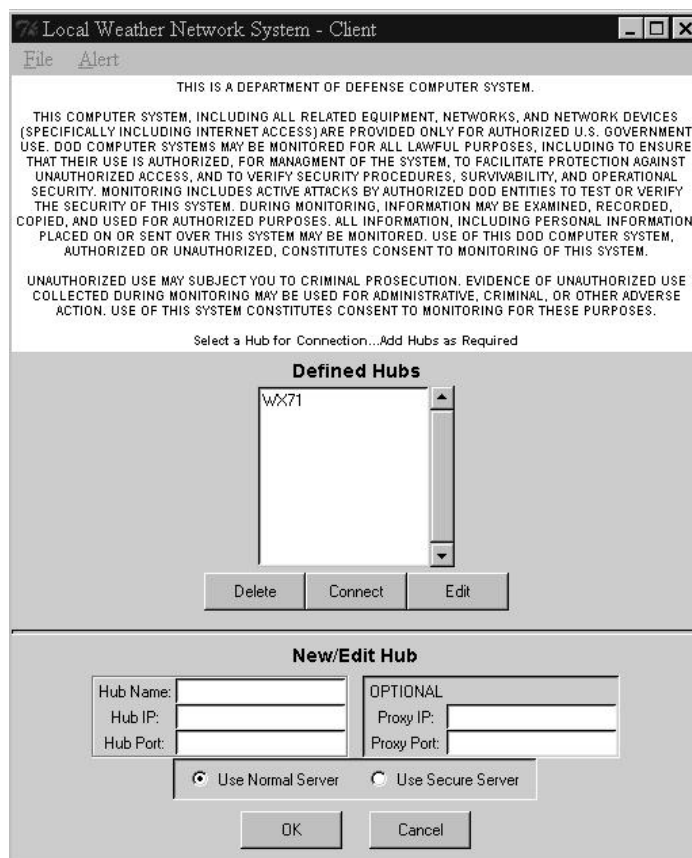 Local Weather Network System - Client
File Alert
THIS IS A DEPARTMENT OF DEFENSE COMPUTER SYSTEM.
THIS COMPUTER SYSTEM, INCLUDING ALL RELATED EQUIPMENT, NETWORKS, AND NETWORK DEVICES
(SPECIFICALLY INCLUDING INTERNET ACCESS) ARE PROVIDED ONLY FOR AUTHORIZED U.S. GOVERNMENT
USE. DOD COMPUTER SYSTEMS MAY BE MONITORED FOR ALL LAWFUL PURPOSES, INCLUDING TO ENSURE
THAT THEIR USE IS AUTHORIZED, FOR MANAGMENT OF THE SYSTEM, TO FACILITATE PROTECTION AGAINST
UNAUTHORIZED ACCESS, AND TO VERIFY SECURITY PROCEDURES, SURVIVABILITY, AND OPERATIONAL
SECURITY. MONITORING INCLUDES ACTIVE ATTACKS BY AUTHORIZED DOD ENTITIES TO TEST OR VERIFY
THE SECURITY OF THIS SYSTEM. DURING MONITORING, INFORMATION MAY BE EXAMINED, RECORDED,
COPIED, AND USED FOR AUTHORIZED PURPOSES. ALL INFORMATION, INCLUDING PERSONAL INFORMATION
PLACED ON OR SENT OVER THIS SYSTEM MAY BE MONITORED. USE OF THIS DOD COMPUTER SYSTEM,
AUTHORIZED OR UNAUTHORIZED, CONSTITUTES CONSENT TO MONITORING OF THIS SYSTEM.
UNAUTHORIZED USE MAY SUBJECT YOU TO CRIMINAL PROSECUTION. EVIDENCE OF UNAUTHORIZED USE
COLLECTED DURING MONITORING MAY BE USED FOR ADMINISTRATIVE, CRIMINAL, OR OTHER ADVERSE
ACTION. USE OF THIS SYSTEM CONSTITUTES CONSENT TO MONITORING FOR THESE PURPOSES.
Select a Hub for Connection...Add Hubs as Required
Defined Hubs
WX71
Delete Connect Edit
New/Edit Hub
Hub Name: OPTIONAL
Hub IP: Proxy IP:
Hub Port: Proxy Port:
Use Normal Server Use Secure Server
OK Cancel